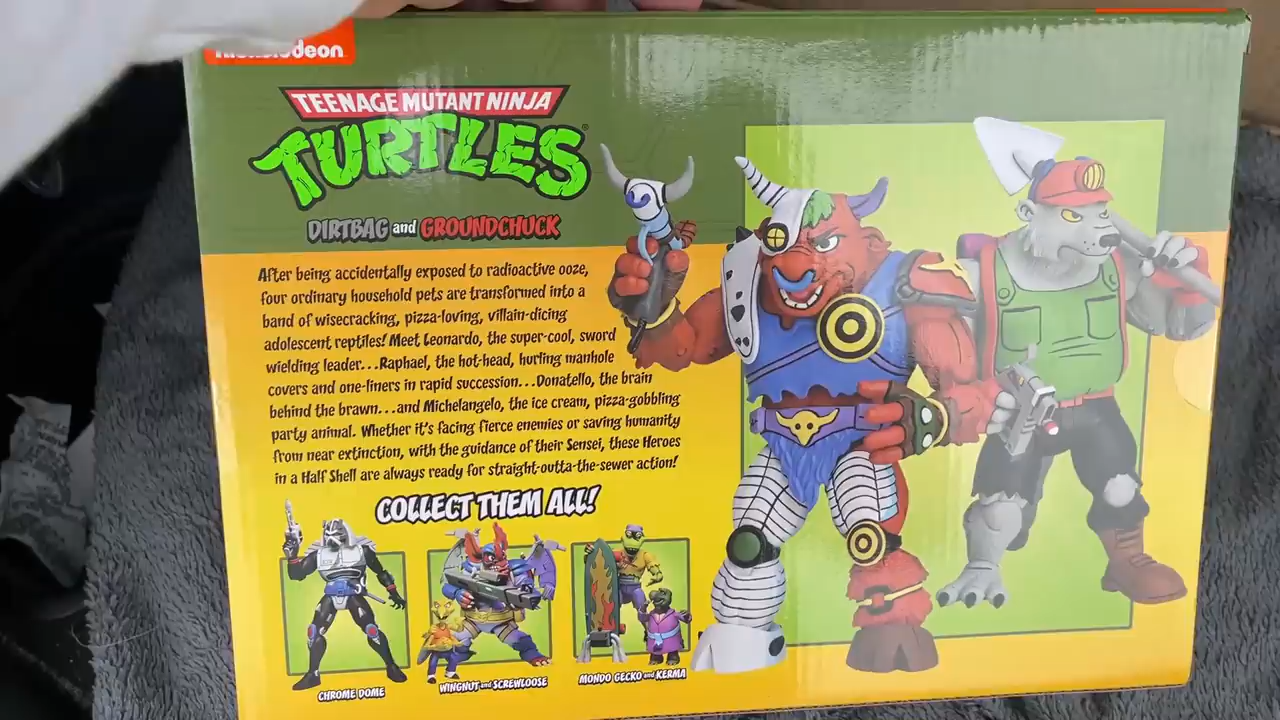 nickelodeon
TEENAGE MUTANT NINJA
TURTLES
DIRTBAG and GROUNDCHUCK
After being accidentally exposed to radioactive ooze,
four ordinary household pets are transformed into a
band of wisecracking, pizza-loving, villain-dicing
adolescent reptiles! Meet Leonardo, the super-cool, sword
wielding leader...Raphael, the hot-head, hurling manhole
covers and one-liners in rapid succession...Donatello, the brain
behind the brawn...and Michelangelo, the ice cream, pizza-gobbling
party animal. Whether it's facing fierce enemies or saving humanity
from near extinction, with the guidance of their Sensei, these Heroes
in a Half Shell are always ready for straight-outta-the-sewer action!
COLLECT THEM ALL!
CHROME DOME
WINGNUT and SCREWLOOSE
MONDO GECKO and KERMA